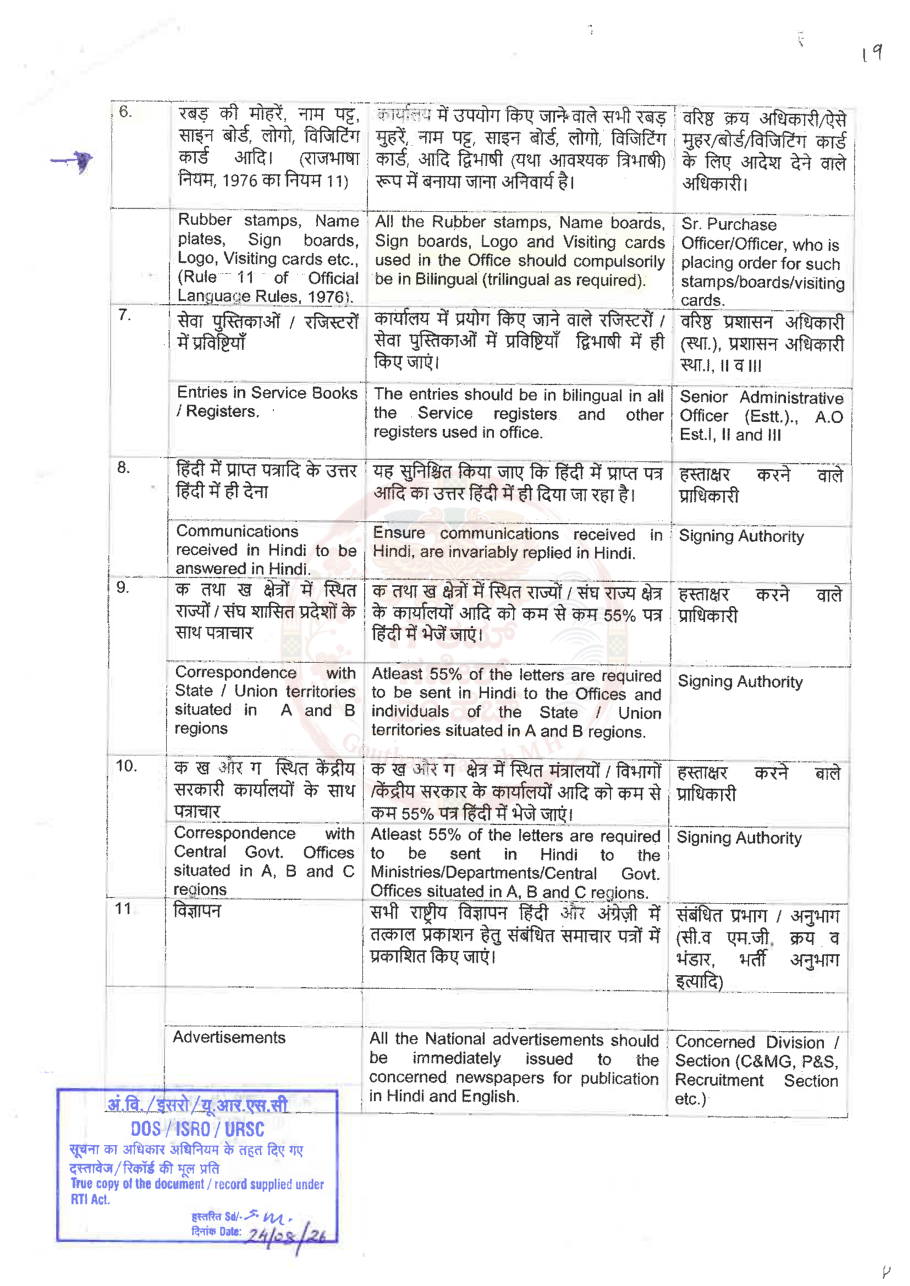 19
6.
रबड़ की मोहरें, नाम पट्ट,
साइन बोर्ड, लोगो, विजिटिंग
कार्ड आदि। (राजभाषा
नियम, 1976 का नियम 11)
कार्यालय में उपयोग किए जाने वाले सभी रबड़
मुहरें, नाम पट्ट, साइन बोर्ड, लोगो, विजिटिंग
कार्ड, आदि द्विभाषी (यथा आवश्यक त्रिभाषी)
रूप में बनाया जाना अनिवार्य है।
वरिष्ठ क्रय अधिकारी/ऐसे
मुहर/बोर्ड/विजिटिंग कार्ड
के लिए आदेश देने वाले
अधिकारी।
Rubber stamps, Name
plates, Sign boards,
Logo, Visiting cards etc.,
(Rule 11 of Official
Language Rules, 1976).
All the Rubber stamps, Name boards,
Sign boards, Logo and Visiting cards
used in the Office should compulsorily
be in Bilingual (trilingual as required).
Sr. Purchase
Officer/Officer, who is
placing order for such
stamps/boards/visiting
cards.
7.
सेवा पुस्तिकाओं / रजिस्टरों
में प्रविष्टियाँ
कार्यालय में प्रयोग किए जाने वाले रजिस्टरों /
सेवा पुस्तिकाओं में प्रविष्टियाँ द्विभाषी में ही
किए जाएं।
वरिष्ठ प्रशासन अधिकारी
(स्था.), प्रशासन अधिकारी
स्था.I, II व III
Entries in Service Books
/ Registers.
The entries should be in bilingual in all
the Service registers and other
registers used in office.
Senior Administrative
Officer (Estt.)., A.O
Est.I, II and III
8.
हिंदी में प्राप्त पत्रादि के उत्तर
हिंदी में ही देना
यह सुनिश्चित किया जाए कि हिंदी में प्राप्त पत्र
आदि का उत्तर हिंदी में ही दिया जा रहा है।
हस्ताक्षर करने वाले
प्राधिकारी
Communications
received in Hindi to be
answered in Hindi.
Ensure communications received in
Hindi, are invariably replied in Hindi.
Signing Authority
9.
क तथा ख क्षेत्रों में स्थित
राज्यों / संघ शासित प्रदेशों के
साथ पत्राचार
क तथा ख क्षेत्रों में स्थित राज्यों / संघ राज्य क्षेत्र
के कार्यालयों आदि को कम से कम 55% पत्र
हिंदी में भेजें जाएं।
हस्ताक्षर करने वाले
प्राधिकारी
Correspondence with
State / Union territories
situated in A and B
regions
Atleast 55% of the letters are required
to be sent in Hindi to the Offices and
individuals of the State / Union
territories situated in A and B regions.
Signing Authority
10.
क ख और ग स्थित केंद्रीय
सरकारी कार्यालयों के साथ
पत्राचार
क ख और ग क्षेत्र में स्थित मंत्रालयों / विभागों
/केंद्रीय सरकार के कार्यालयों आदि को कम से
कम 55% पत्र हिंदी में भेजे जाएं।
हस्ताक्षर करने वाले
प्राधिकारी
Correspondence with
Central Govt. Offices
situated in A, B and C
regions
Atleast 55% of the letters are required
to be sent in Hindi to the
Ministries/Departments/Central Govt.
Offices situated in A, B and C regions.
Signing Authority
11.
विज्ञापन
सभी राष्ट्रीय विज्ञापन हिंदी और अंग्रेज़ी में
तत्काल प्रकाशन हेतु संबंधित समाचार पत्रों में
प्रकाशित किए जाएं।
संबंधित प्रभाग / अनुभाग
(सी.व एम.जी, क्रय व
भंडार, भर्ती अनुभाग
इत्यादि)
Advertisements
All the National advertisements should
be immediately issued to the
concerned newspapers for publication
in Hindi and English.
Concerned Division /
Section (C&MG, P&S,
Recruitment Section
etc.)
अं.वि./इसरो/यू.आर.एस.सी
DOS / ISRO / URSC
सूचना का अधिकार अधिनियम के तहत दिए गए
दस्तावेज/रिकॉर्ड की मूल प्रति
True copy of the document / record supplied under
RTI Act.
हस्तरित Sd/- S. M.
दिनांक Date: 24/08/26